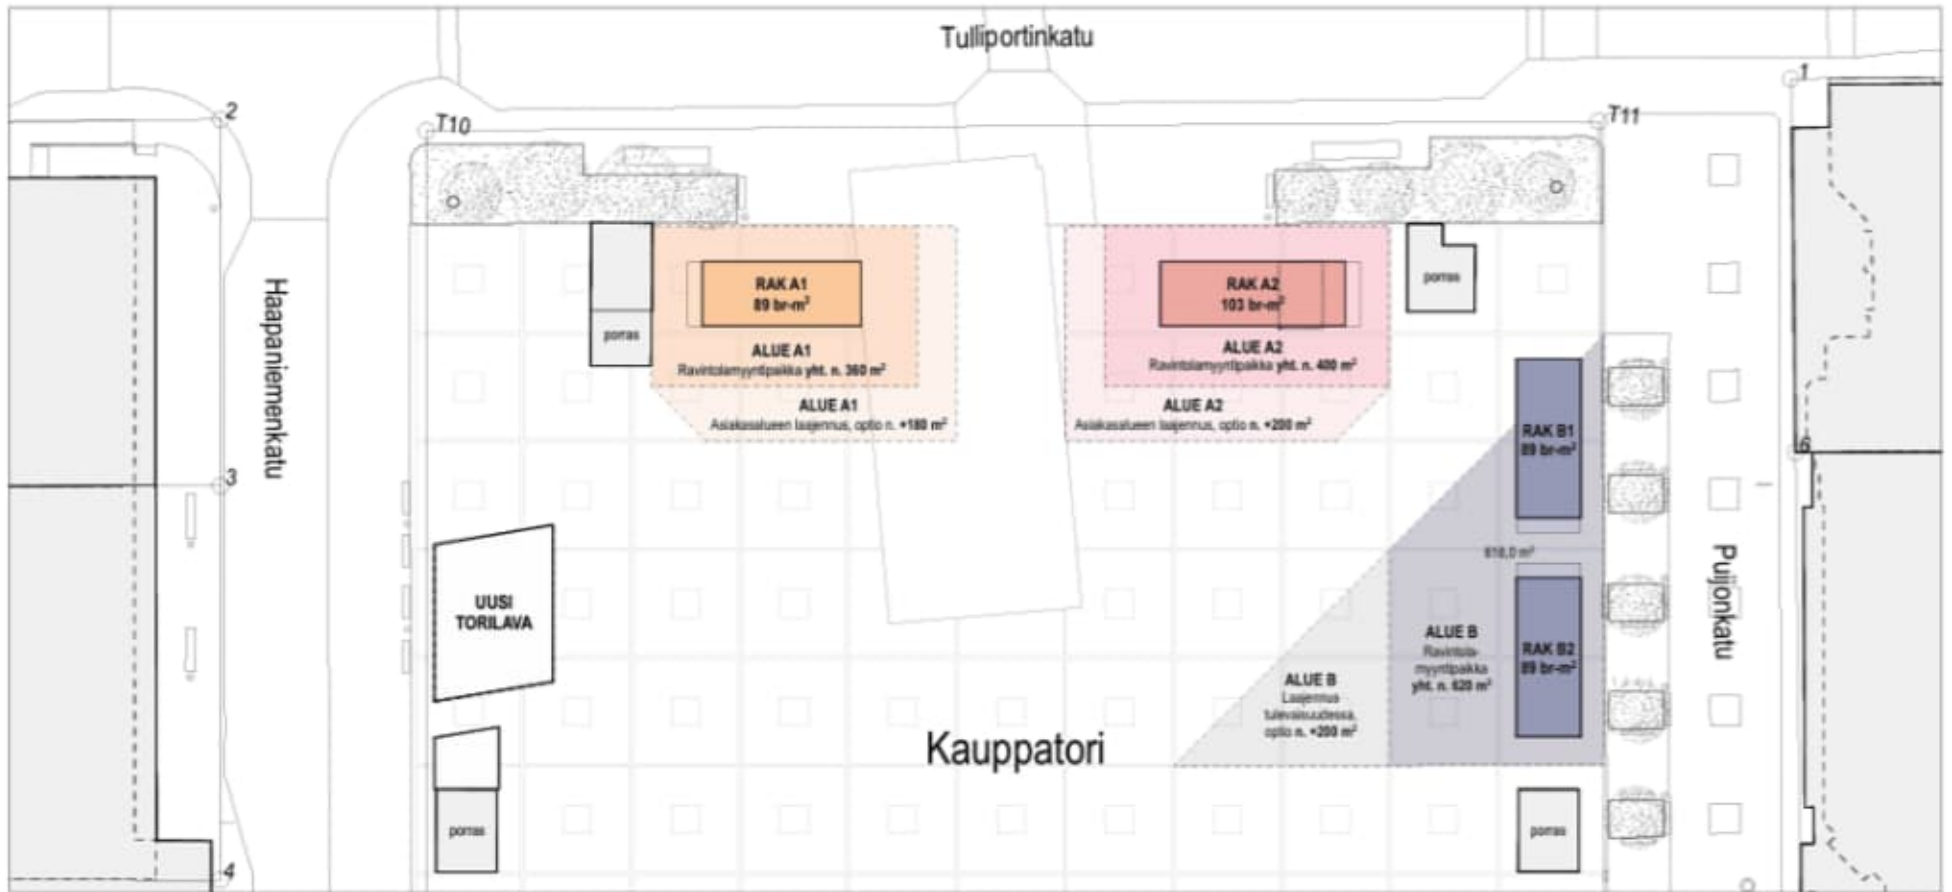 Tulliportinkatu
1
2
T10
T11
Haapaniemenkatu
RAK A1
89 br-m²
porras
ALUE A1
Ravintolamyyntipaikka yht. n. 360 m²
ALUE A1
Asiakasalueen laajennus, optio n. +180 m²
RAK A2
103 br-m²
porras
ALUE A2
Ravintolamyyntipaikka yht. n. 400 m²
ALUE A2
Asiakasalueen laajennus, optio n. +200 m²
RAK B1
89 br-m²
6
3
Puijonkatu
UUSI
TORILAVA
ALUE B
Ravintola-
myyntipaikka
yht. n. 620 m²
RAK B2
89 br-m²
ALUE B
Laajennus
tulevaisuudessa,
optio n. +200 m²
Kauppatori
porras
porras
4